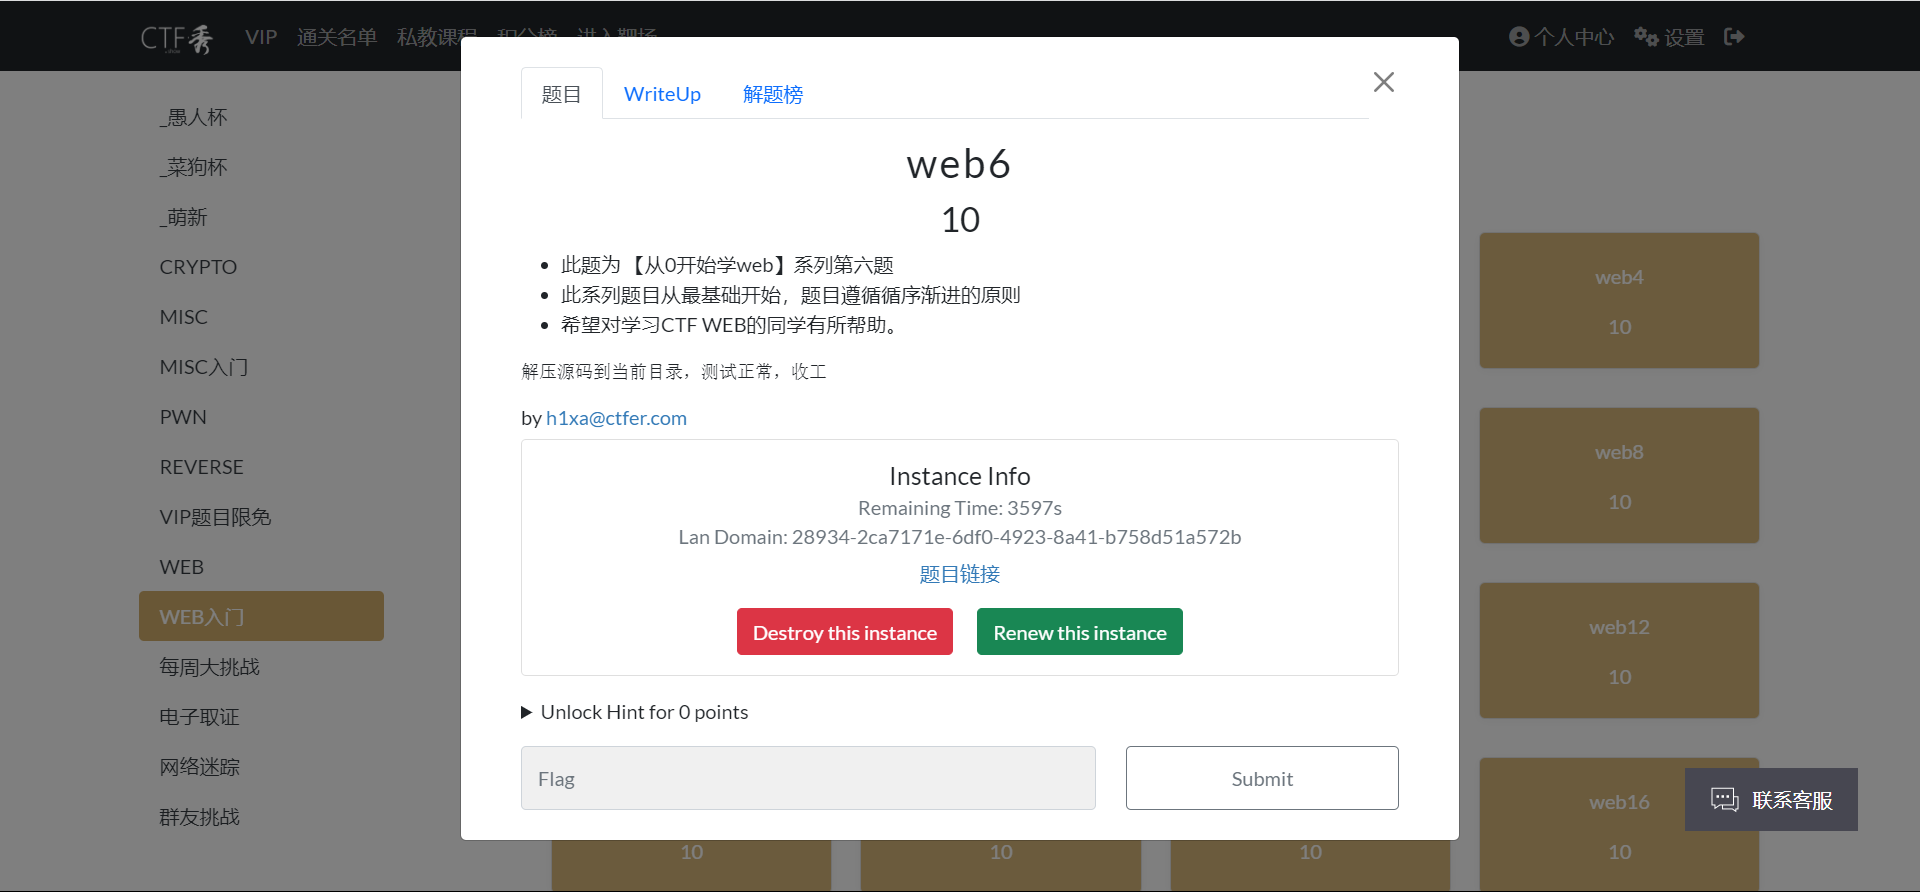 CTF秀
VIP 通关名单 私教课程 积分榜 进入靶场
个人中心 设置
_愚人杯
_菜狗杯
_萌新
CRYPTO
MISC
MISC入门
PWN
REVERSE
VIP题目限免
WEB
WEB入门
每周大挑战
电子取证
网络迷踪
群友挑战
题目 WriteUp 解题榜
web6
10
此题为 【从0开始学web】系列第六题
此系列题目从最基础开始，题目遵循循序渐进的原则
希望对学习CTF WEB的同学有所帮助。
解压源码到当前目录，测试正常，收工
by h1xa@ctfer.com
Instance Info
Remaining Time: 3597s
Lan Domain: 28934-2ca7171e-6df0-4923-8a41-b758d51a572b
题目链接
Destroy this instance Renew this instance
Unlock Hint for 0 points
Flag Submit
web4
10
web8
10
web12
10
web16
10
10 10 10
联系客服